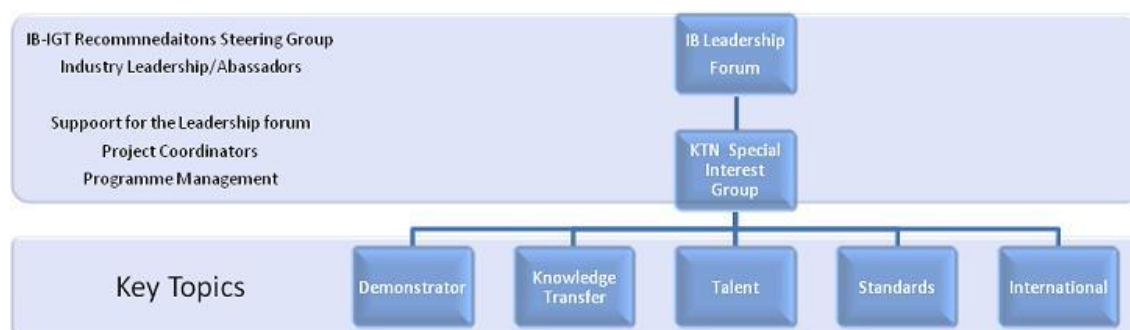 IB-IGT Recommnedaitons Steering Group
Industry Leadership/Abassadors
Suppoort for the Leadership forum
Project Coordinators
Programme Management
IB Leadership
Forum
KTN Special
Interest
Group
Key Topics
Demonstrator
Knowledge
Transfer
Talent
Standards
International